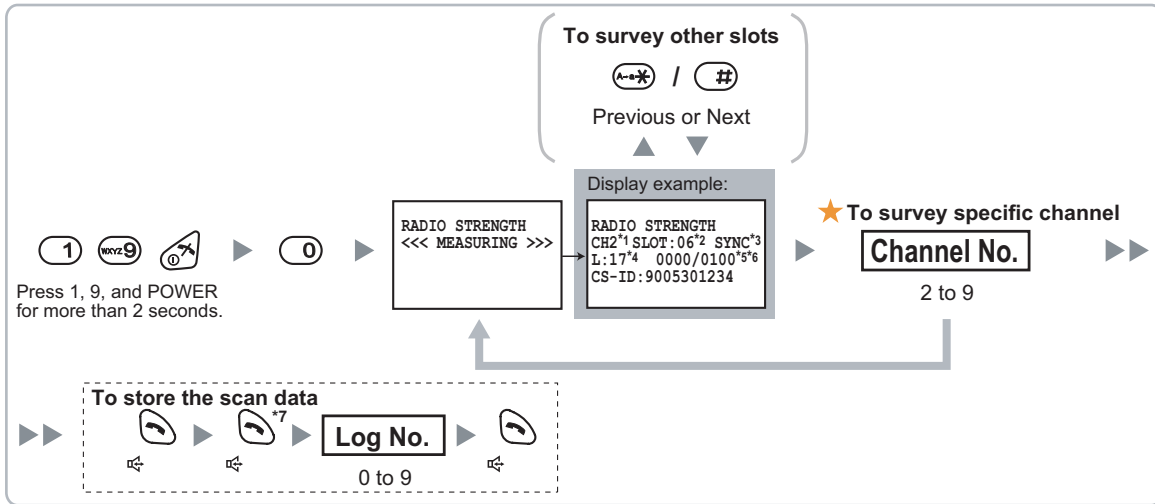 To survey other slots
A→a✱ / #
Previous or Next
Display example:
RADIO STRENGTH
<<< MEASURING >>>
RADIO STRENGTH
CH2*1 SLOT:06*2 SYNC*3
L:17*4 0000/0100*5*6
CS-ID:9005301234
★ To survey specific channel
Channel No.
2 to 9
1 WXYZ9
0
Press 1, 9, and POWER
for more than 2 seconds.
To store the scan data
*7
Log No.
0 to 9